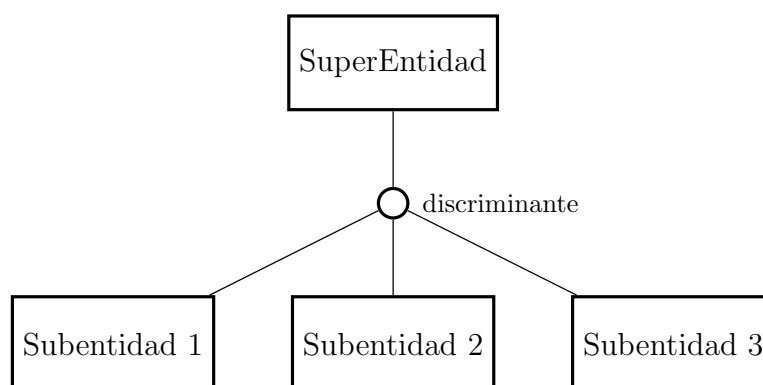 SuperEntidad
discriminante
Subentidad 1
Subentidad 2
Subentidad 3